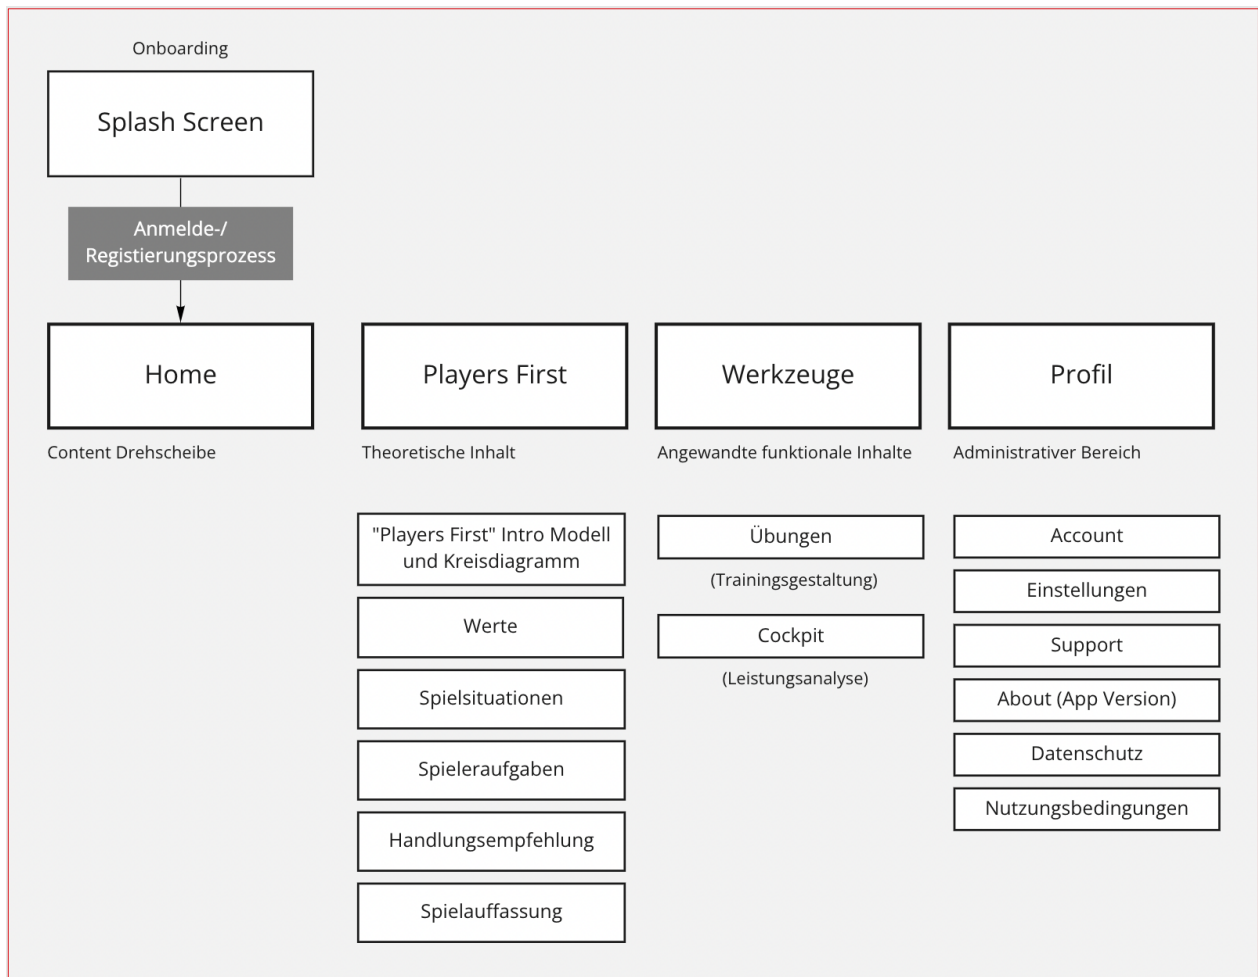 Onboarding
Splash Screen
Anmelde-/
Registierungsprozess
Home
Players First
Werkzeuge
Profil
Content Drehscheibe
Theoretische Inhalt
Angewandte funktionale Inhalte
Administrativer Bereich
"Players First" Intro Modell
und Kreisdiagramm
Werte
Spielsituationen
Spieleraufgaben
Handlungsempfehlung
Spielauffassung
Übungen
(Trainingsgestaltung)
Cockpit
(Leistungsanalyse)
Account
Einstellungen
Support
About (App Version)
Datenschutz
Nutzungsbedingungen